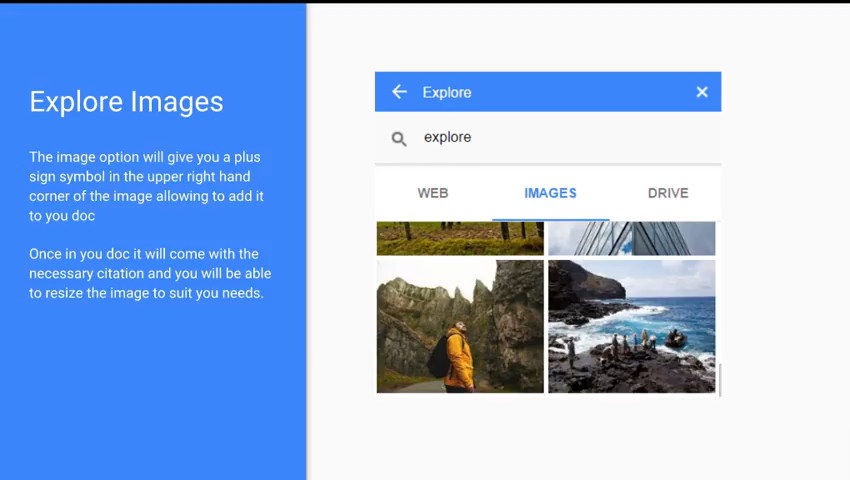 Explore Images
The image option will give you a plus
sign symbol in the upper right hand
corner of the image allowing to add it
to you doc
Once in you doc it will come with the
necessary citation and you will be able
to resize the image to suit you needs.
Explore
explore
WEB IMAGES DRIVE